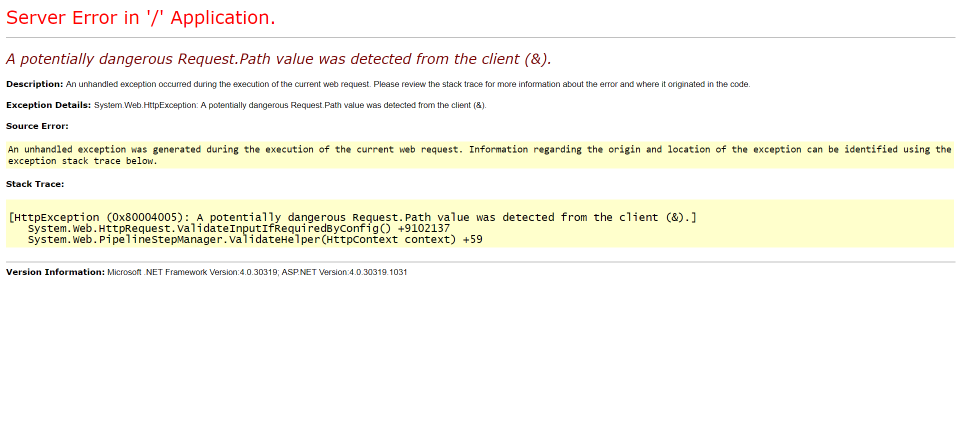 Server Error in '/' Application.
A potentially dangerous Request.Path value was detected from the client (&).
Description: An unhandled exception occurred during the execution of the current web request. Please review the stack trace for more information about the error and where it originated in the code.
Exception Details: System.Web.HttpException: A potentially dangerous Request.Path value was detected from the client (&).
Source Error:
An unhandled exception was generated during the execution of the current web request. Information regarding the origin and location of the exception can be identified using the
exception stack trace below.
Stack Trace:
[HttpException (0x80004005): A potentially dangerous Request.Path value was detected from the client (&).]
System.Web.HttpRequest.ValidateInputIfRequiredByConfig() +9102137
System.Web.PipelineStepManager.ValidateHelper(HttpContext context) +59
Version Information: Microsoft .NET Framework Version:4.0.30319; ASP.NET Version:4.0.30319.1031